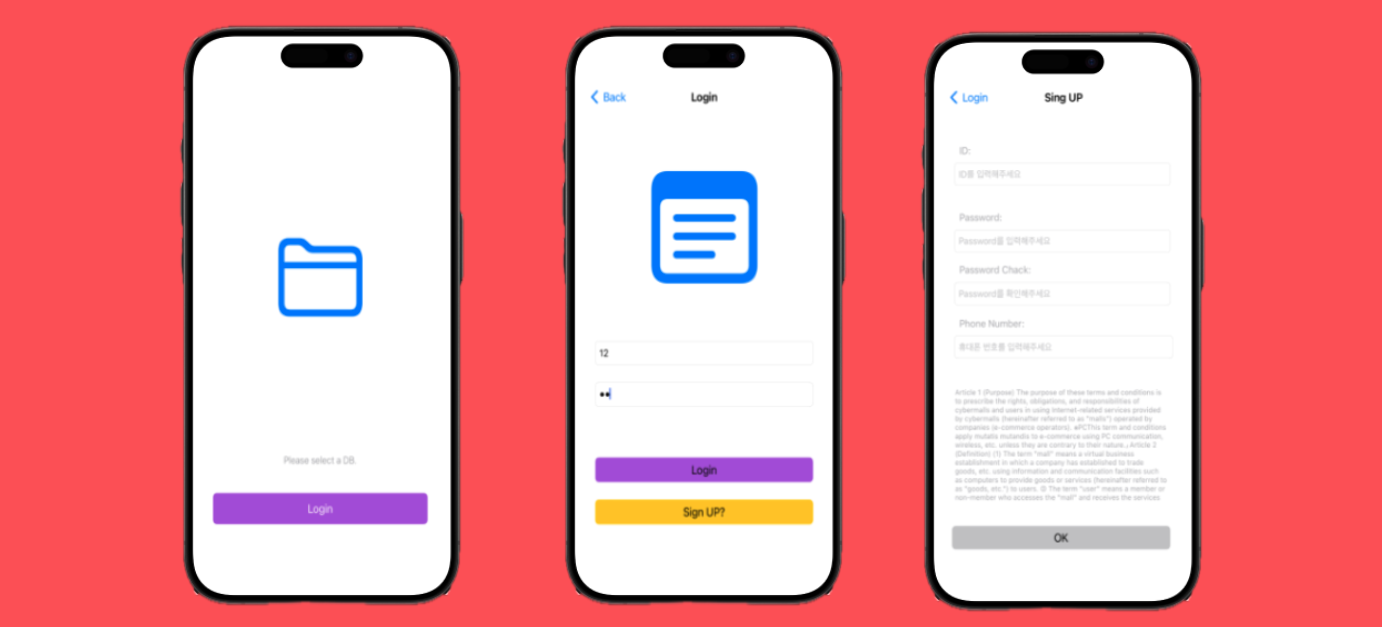 Please select a DB.
Login
Back
Login
12
Login
Sign UP?
Login
Sing UP
ID:
ID를 입력해주세요
Password:
Password를 입력해주세요
Password Chack:
Password를 확인해주세요
Phone Number:
휴대폰 번호를 입력해주세요
Article 1 (Purpose) The purpose of these terms and conditions is
to prescribe the rights, obligations, and responsibilities of
cybermalls and users in using internet-related services provided
by cybermalls (hereinafter referred to as "malls") operated by
companies (e-commerce operators). ※PCThis term and conditions
apply mutatis mutandis to e-commerce using PC communication,
wireless, etc. unless they are contrary to their nature.」Article 2
(Definition) (1) The term "mall" means a virtual business
establishment in which a company has established to trade
goods, etc. using information and communication facilities such
as computers to provide goods or services (hereinafter referred to
as "goods, etc.") to users. ② The term "user" means a member or
non-member who accesses the "mall" and receives the services
OK